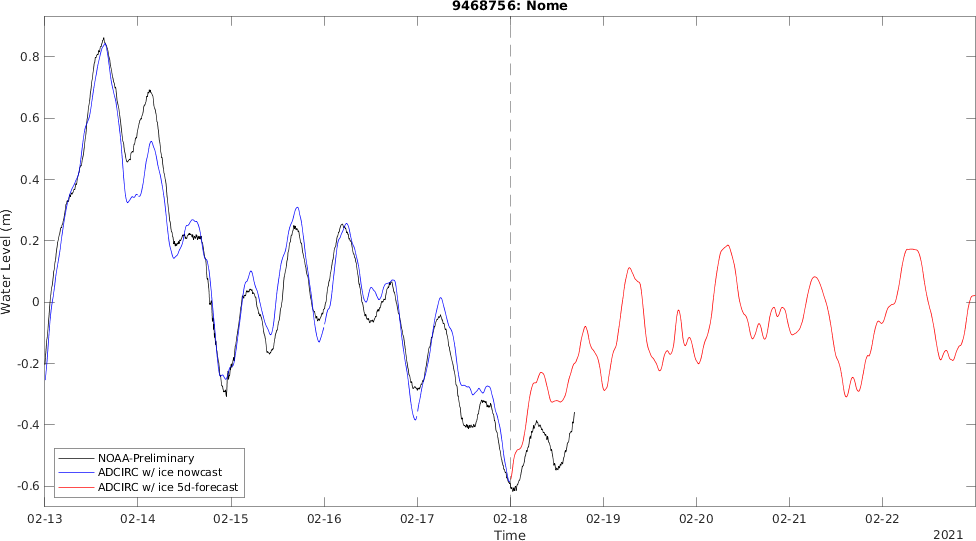 9468756: Nome
Water Level (m)
0.8
0.6
0.4
0.2
0
-0.2
-0.4
-0.6
NOAA-Preliminary
ADCIRC w/ ice nowcast
ADCIRC w/ ice 5d-forecast
02-13 02-14 02-15 02-16 02-17 02-18 02-19 02-20 02-21 02-22
Time
2021